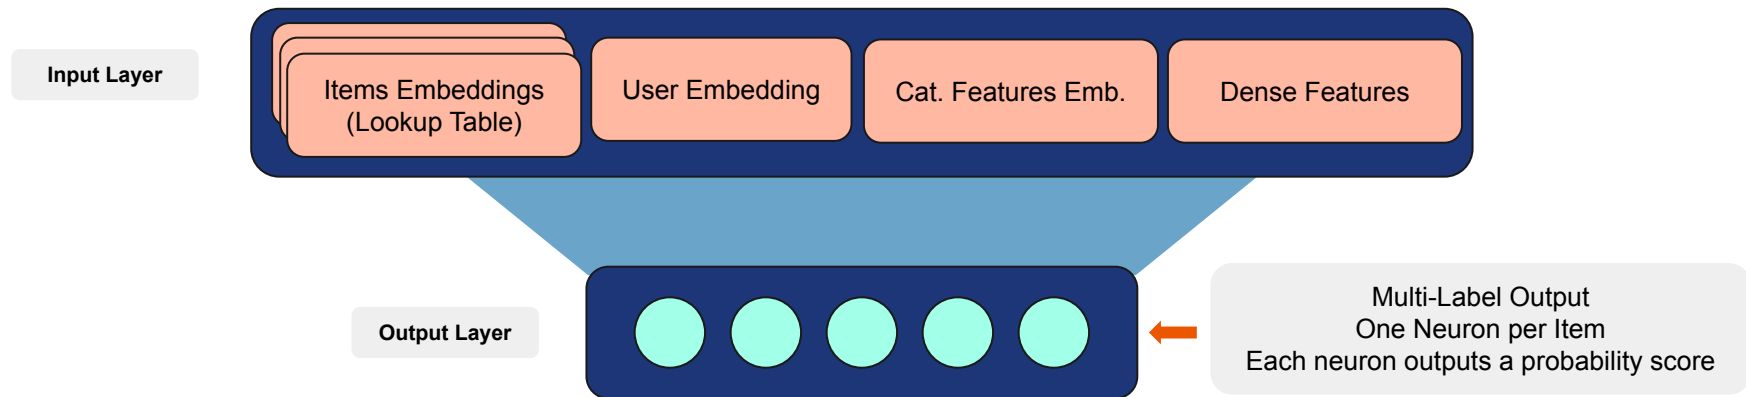 Input Layer
Items Embeddings
(Lookup Table)
User Embedding
Cat. Features Emb.
Dense Features
Output Layer
Multi-Label Output
One Neuron per Item
Each neuron outputs a probability score